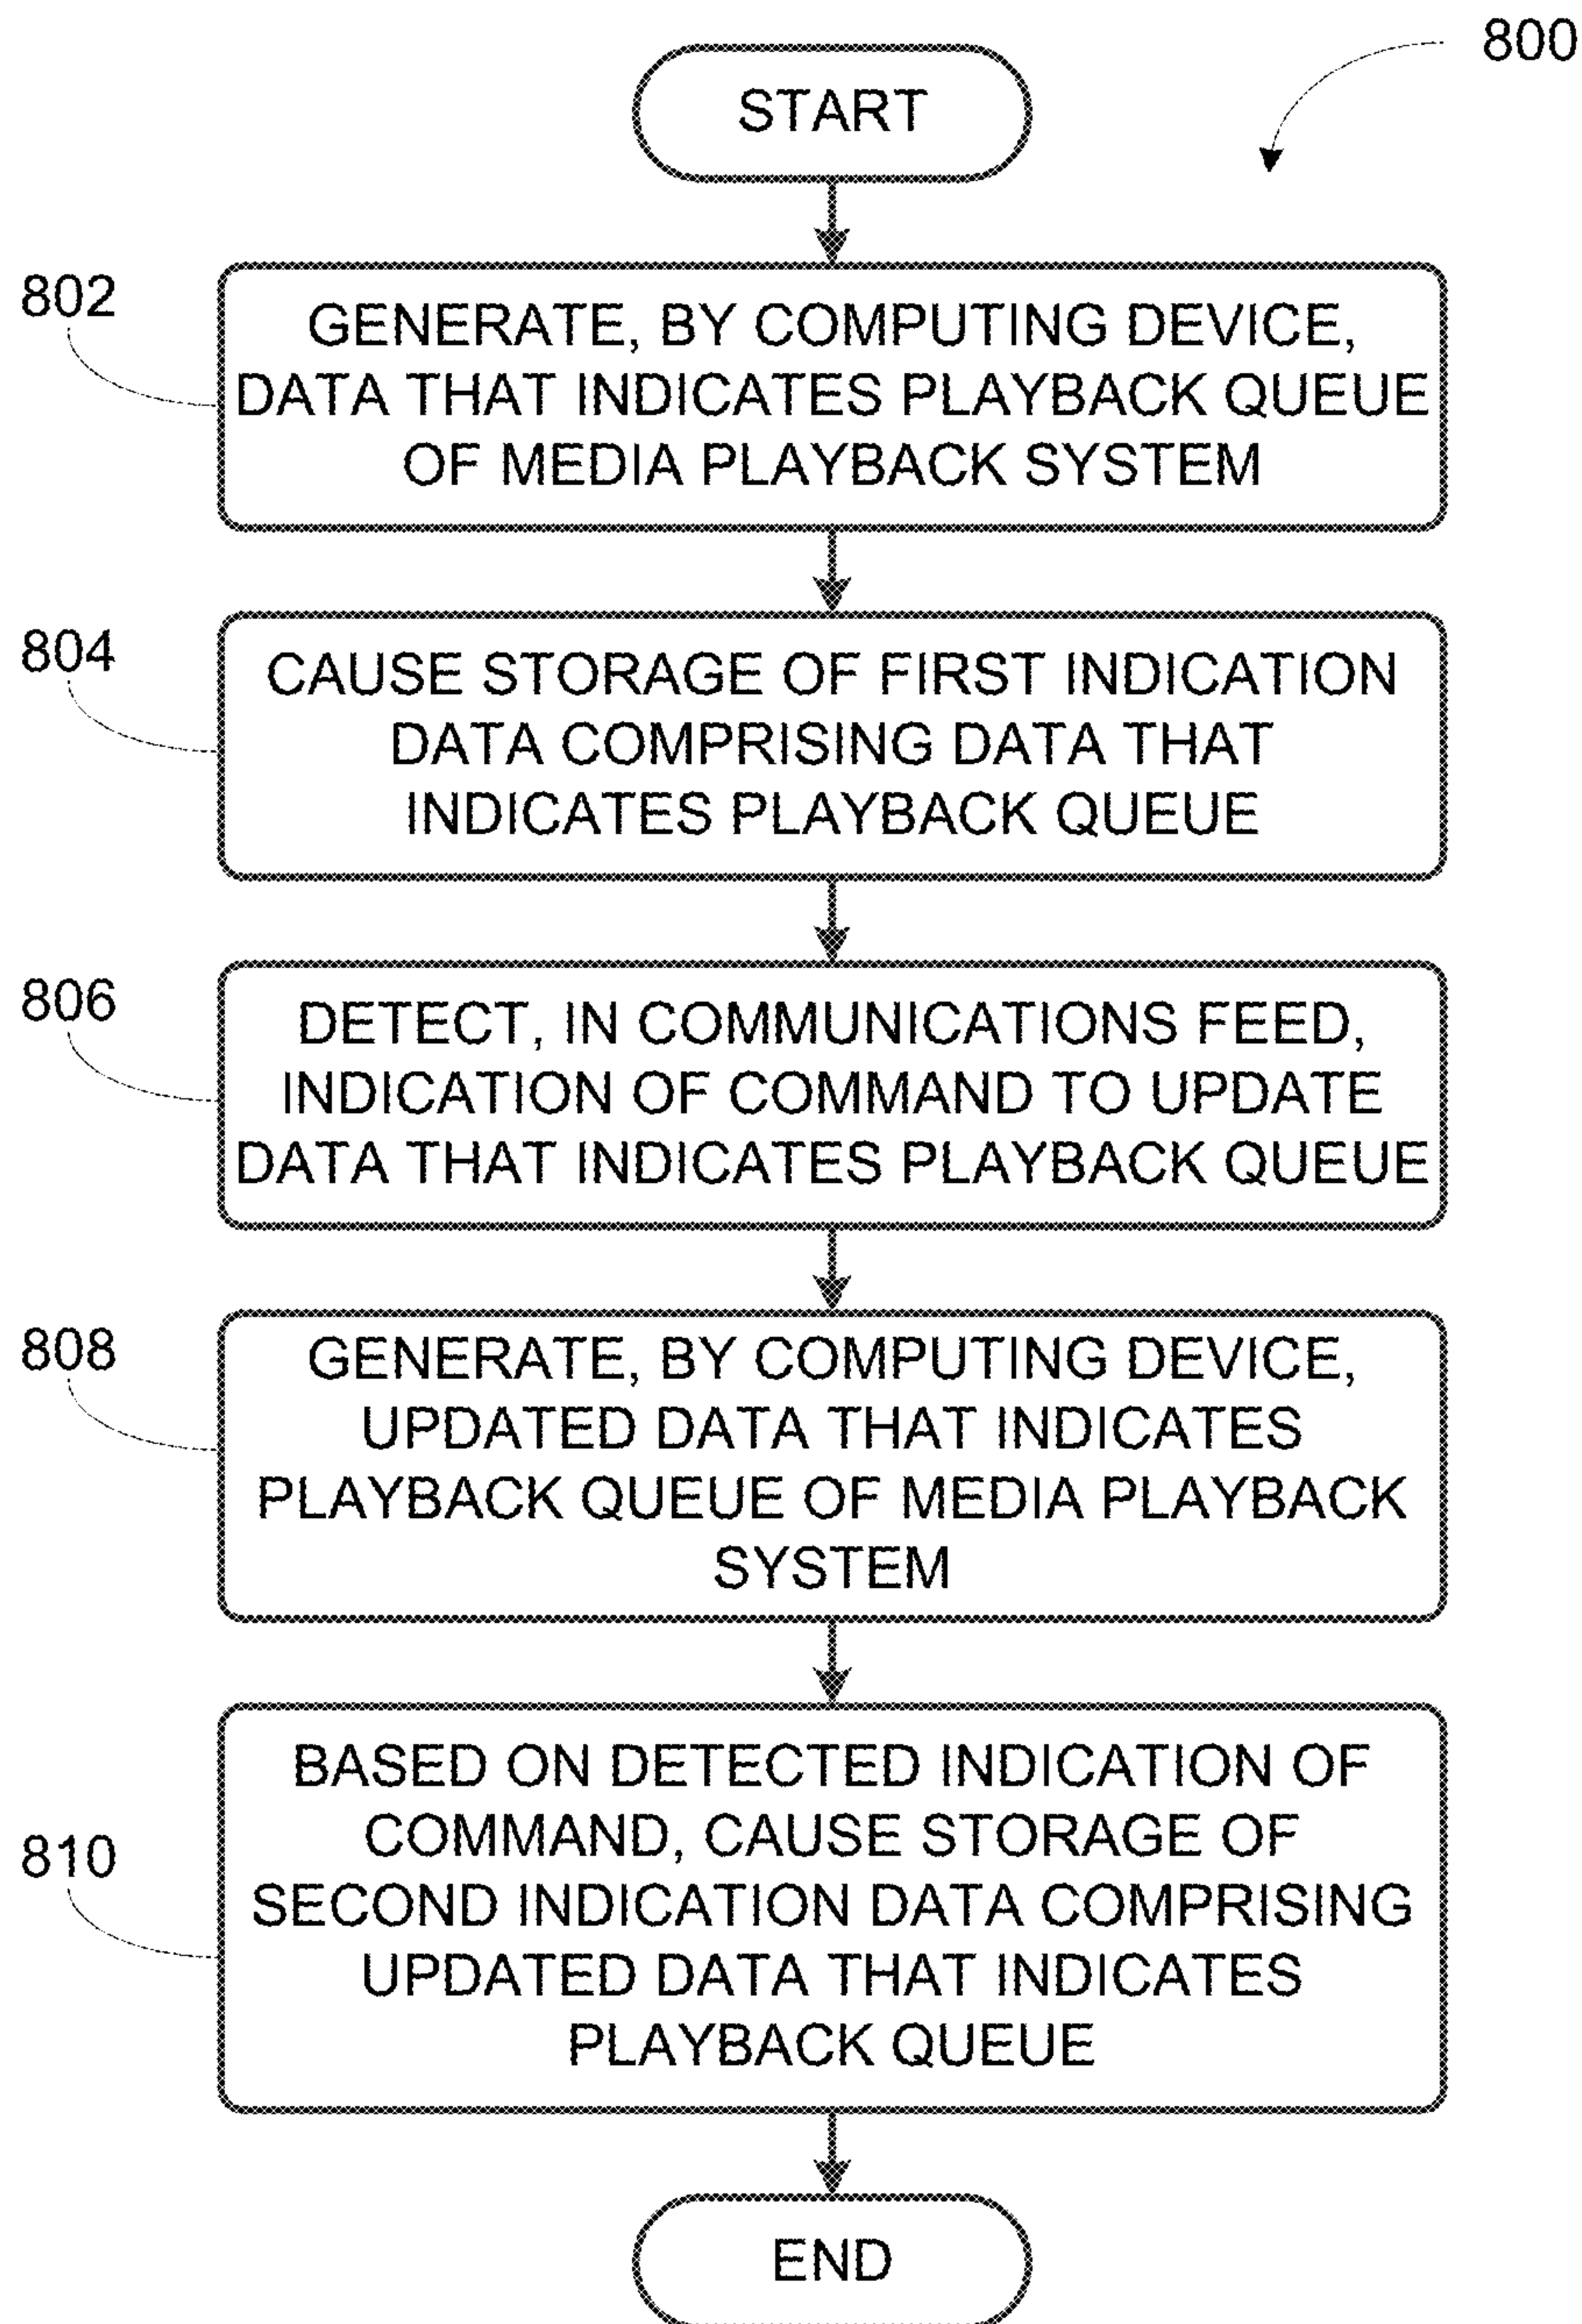 800
START
802
GENERATE, BY COMPUTING DEVICE,
DATA THAT INDICATES PLAYBACK QUEUE
OF MEDIA PLAYBACK SYSTEM
804
CAUSE STORAGE OF FIRST INDICATION
DATA COMPRISING DATA THAT
INDICATES PLAYBACK QUEUE
806
DETECT, IN COMMUNICATIONS FEED,
INDICATION OF COMMAND TO UPDATE
DATA THAT INDICATES PLAYBACK QUEUE
808
GENERATE, BY COMPUTING DEVICE,
UPDATED DATA THAT INDICATES
PLAYBACK QUEUE OF MEDIA PLAYBACK
SYSTEM
810
BASED ON DETECTED INDICATION OF
COMMAND, CAUSE STORAGE OF
SECOND INDICATION DATA COMPRISING
UPDATED DATA THAT INDICATES
PLAYBACK QUEUE
END